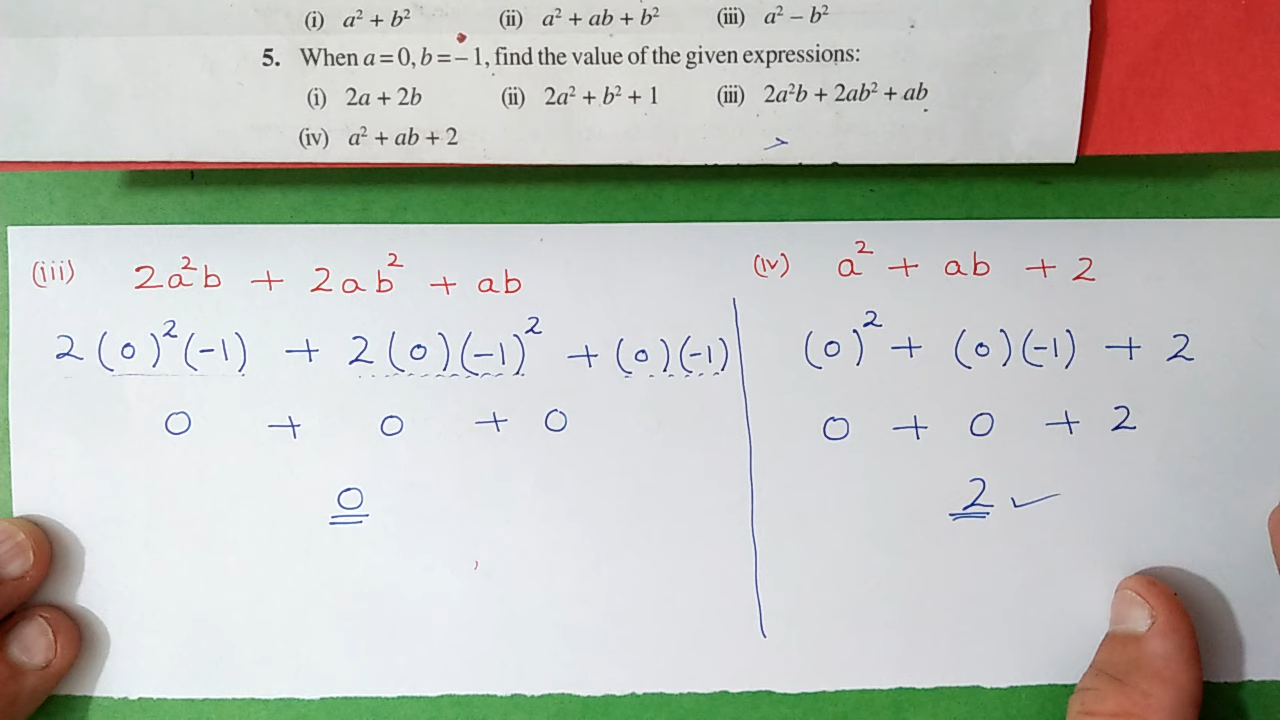 (i) a² + b² (ii) a² + ab + b² (iii) a² – b²
5. When a = 0, b = – 1, find the value of the given expressions:
(i) 2a + 2b (ii) 2a² + b² + 1 (iii) 2a²b + 2ab² + ab
(iv) a² + ab + 2
(iii) 2a²b + 2ab² + ab
2(0)²(-1) + 2(0)(-1)² + (0)(-1)
0 + 0 + 0
0
(iv) a² + ab + 2
(0)² + (0)(-1) + 2
0 + 0 + 2
2 ✓